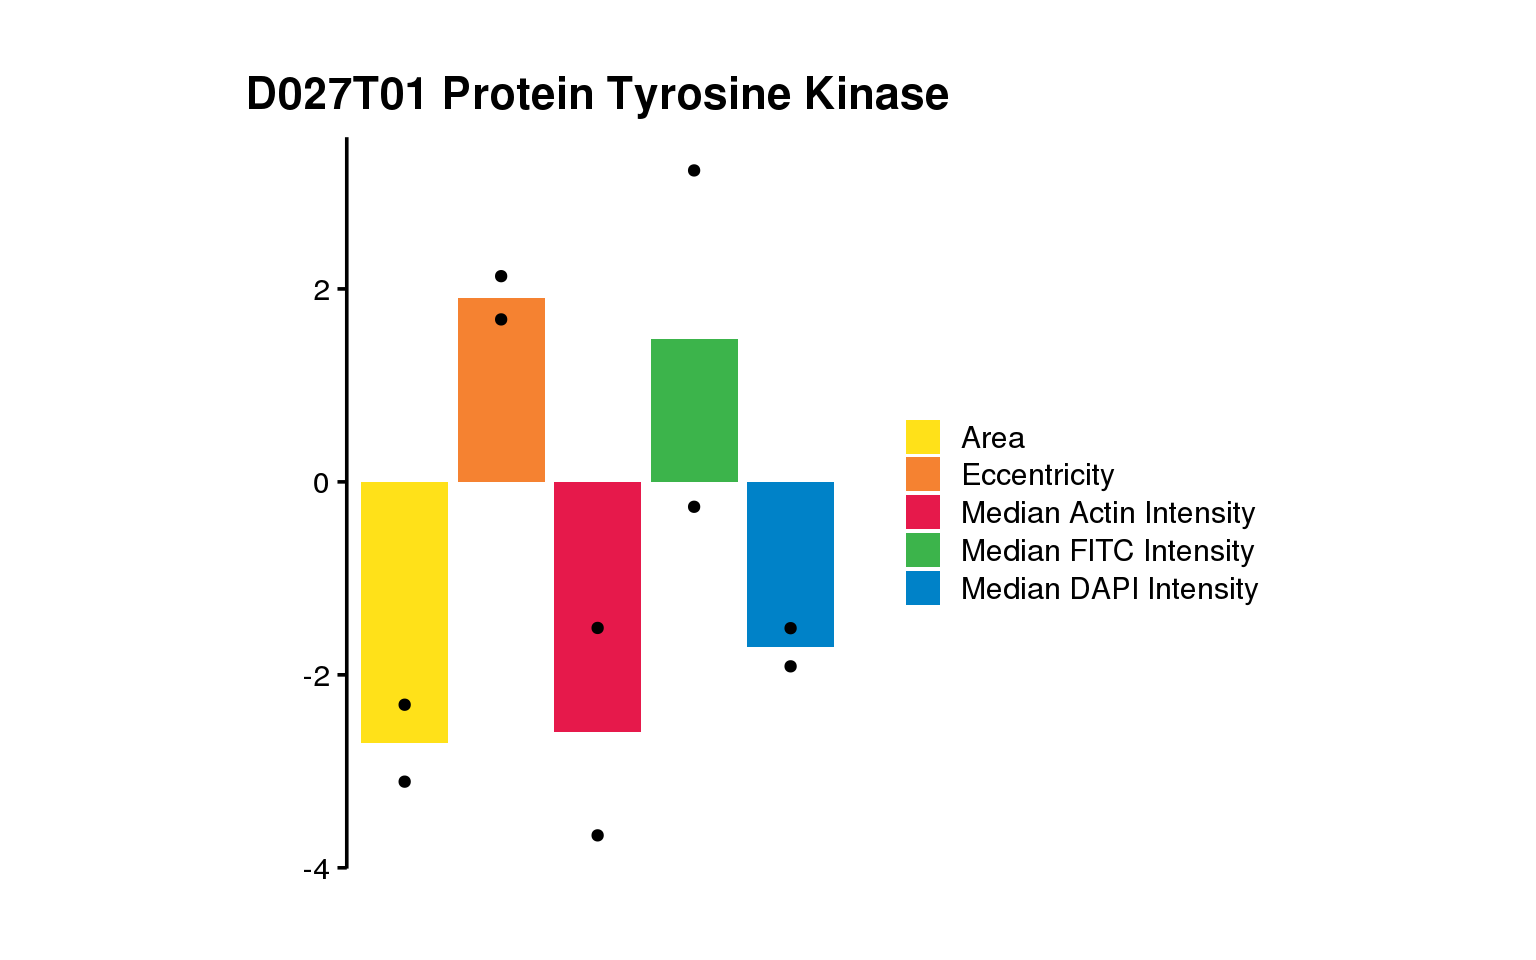 D027T01 Protein Tyrosine Kinase
2
0
-2
-4
Area
Eccentricity
Median Actin Intensity
Median FITC Intensity
Median DAPI Intensity